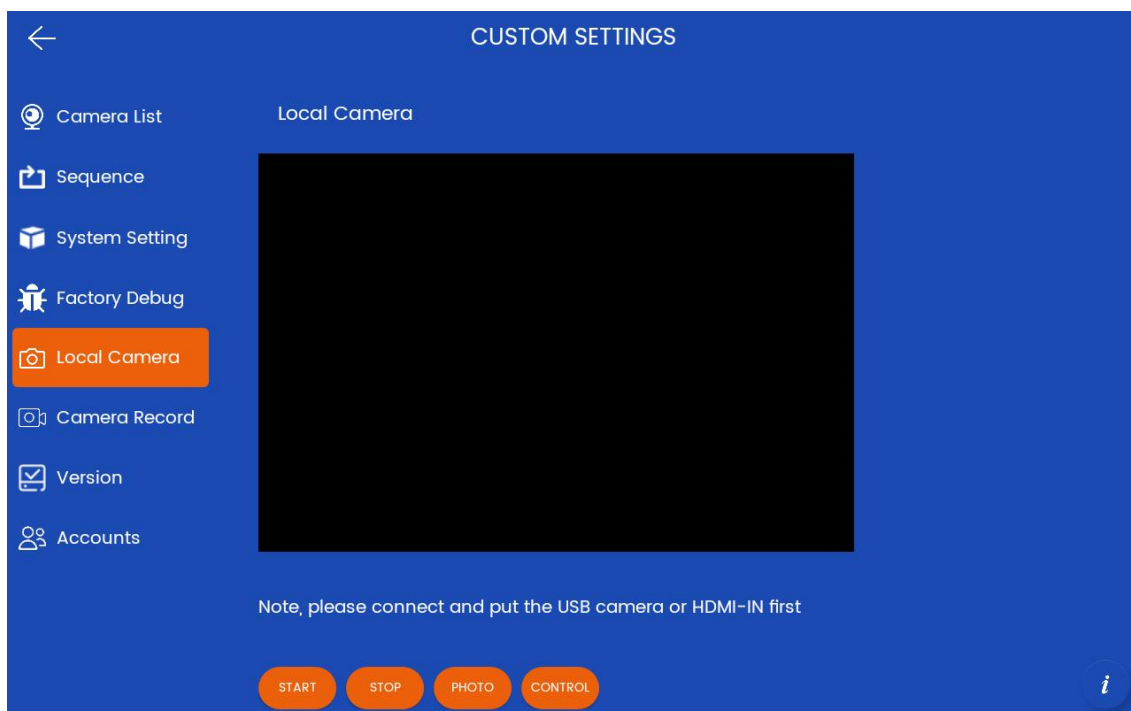 CUSTOM SETTINGS
Camera List
Sequence
System Setting
Factory Debug
Local Camera
Camera Record
Version
Accounts
Local Camera
Note, please connect and put the USB camera or HDMI-IN first
START STOP PHOTO CONTROL
i